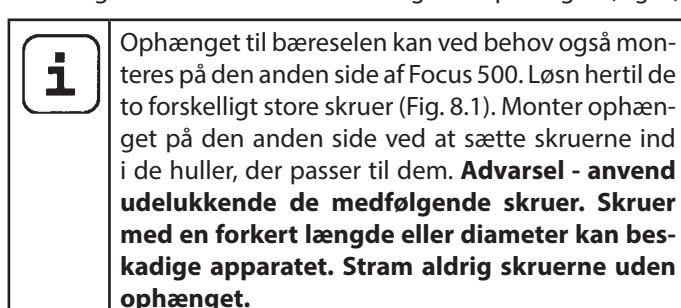 Ophænget til bæreselen kan ved behov også mon-
teres på den anden side af Focus 500. Løsn hertil de
to forskelligt store skruer (Fig. 8.1). Monter ophæn-
get på den anden side ved at sætte skruerne ind
i de huller, der passer til dem. Advarsel - anvend
udelukkende de medfølgende skruer. Skruer
med en forkert længde eller diameter kan bes-
kadige apparatet. Stram aldrig skruerne uden
ophænget.